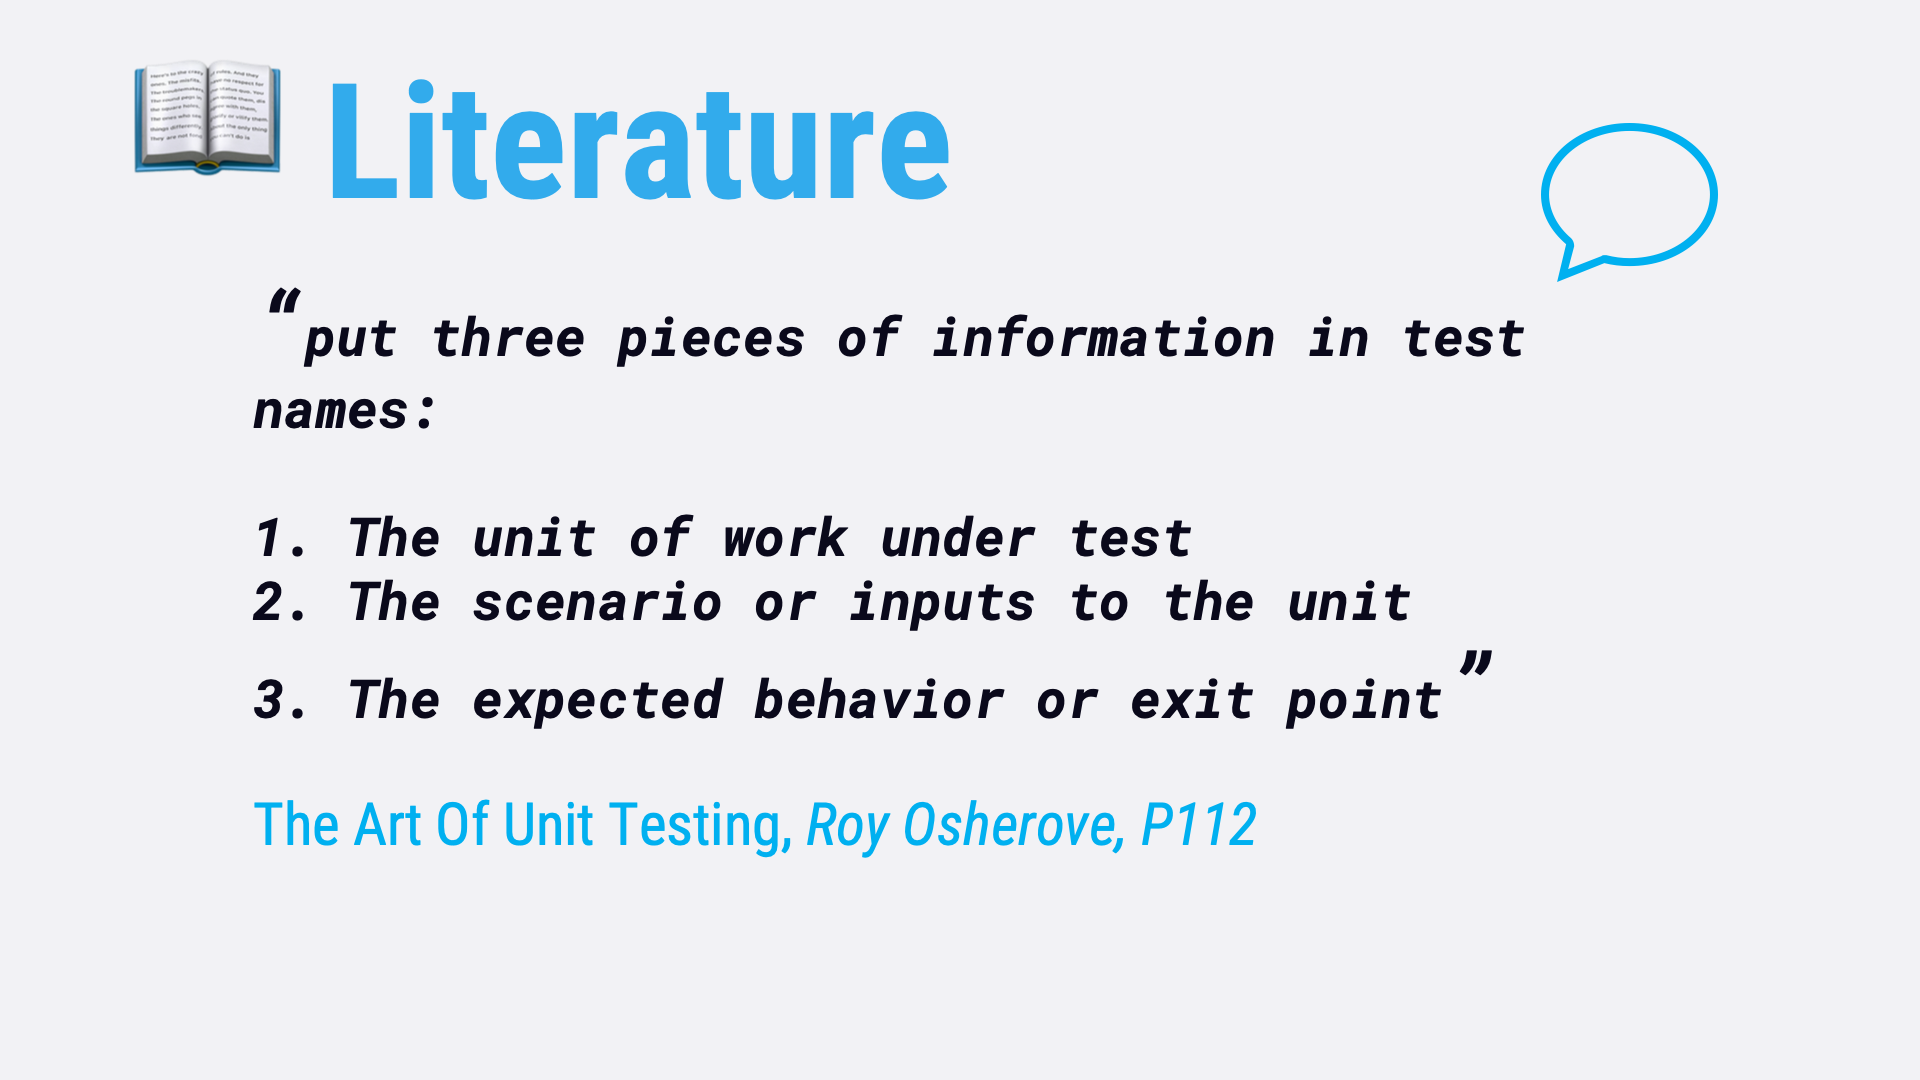 Literature
“put three pieces of information in test
names:
1. The unit of work under test
2. The scenario or inputs to the unit
3. The expected behavior or exit point”
The Art Of Unit Testing, Roy Osherove, P112